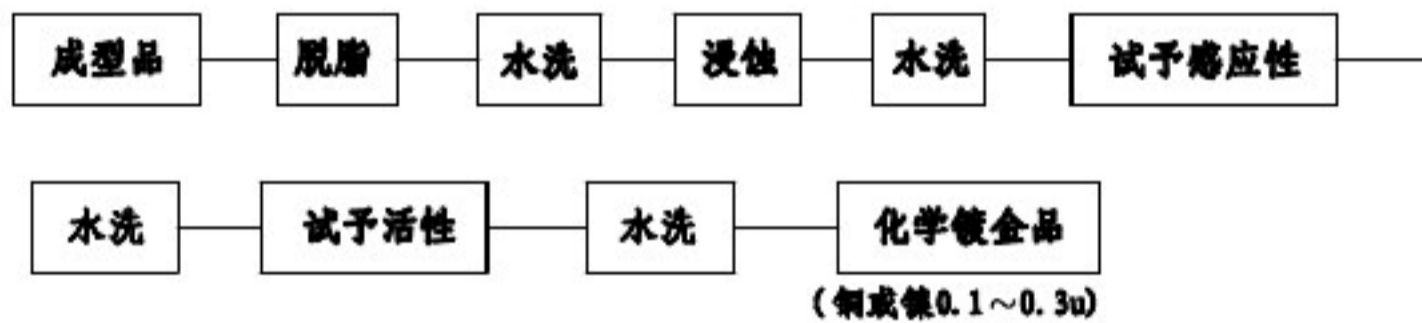 成型品 脱脂 水洗 浸蚀 水洗 试予感应性
水洗 试予活性 水洗 化学镀金品
(铜或镍0.1～0.3u)